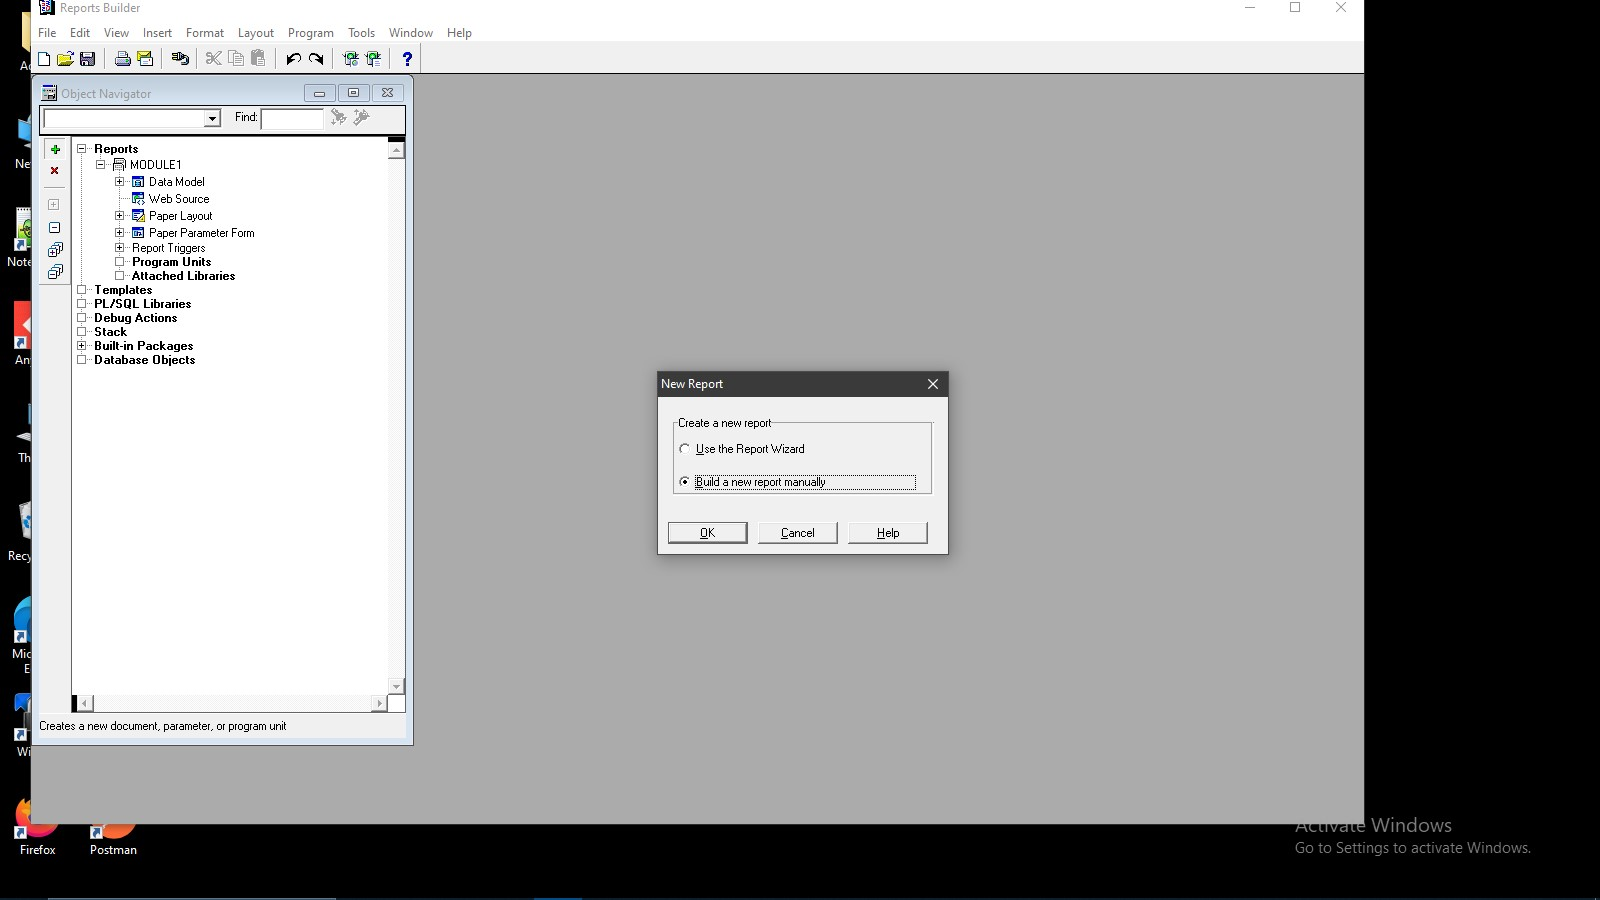 Reports Builder
File Edit View Insert Format Layout Program Tools Window Help
Object Navigator
Find:
Reports
MODULE1
Data Model
Web Source
Paper Layout
Paper Parameter Form
Report Triggers
Program Units
Attached Libraries
Templates
PL/SQL Libraries
Debug Actions
Stack
Built-in Packages
Database Objects
Creates a new document, parameter, or program unit
New Report
Create a new report
Use the Report Wizard
Build a new report manually
OK Cancel Help
Ne
Note
An
Th
Recy
Mic
E
Wi
Firefox
Postman
Activate Windows
Go to Settings to activate Windows.